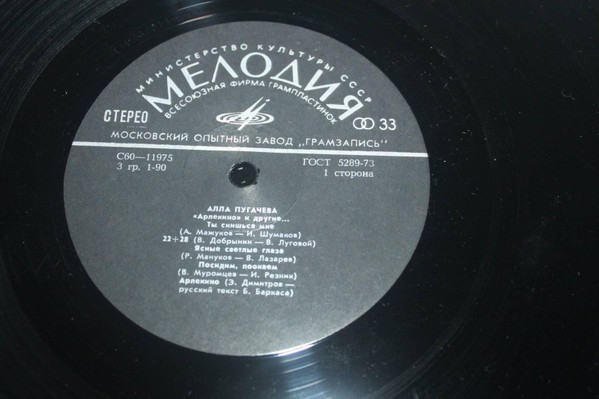 МИНИСТЕРСТВО КУЛЬТУРЫ СССР
МЕЛОДИЯ
ВСЕСОЮЗНАЯ ФИРМА ГРАМПЛАСТИНОК
СТЕРЕО
33
МОСКОВСКИЙ ОПЫТНЫЙ ЗАВОД „ГРАМЗАПИСЬ"
С60—11975 ГОСТ 5289-73
3 гр. 1-90 1 сторона
АЛЛА ПУГАЧЕВА
«Арлекино» и другие...
Ты снишься мне
(А. Мажуков — И. Шумаков)
22+28 (В. Добрынин — В. Луговой)
Ясные светлые глаза
(Р. Мануков — В. Лазарев)
Посидим, поокаем
(В. Муромцев — И. Резник)
Арлекино (Э. Димитров —
русский текст Б. Баркаса)